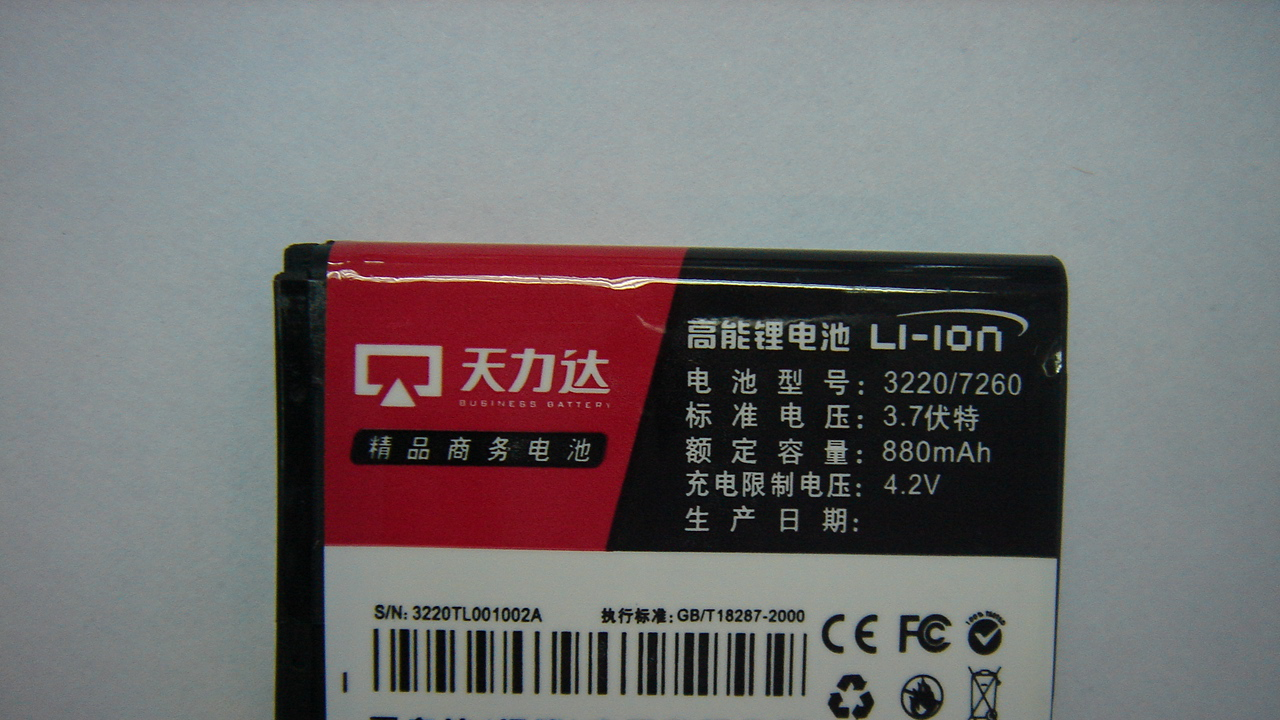 天力达
BUSINESS BATTERY
精品商务电池
高能锂电池 LI-ION
电池型号: 3220/7260
标准电压: 3.7伏特
额定容量: 880mAh
充电限制电压: 4.2V
生产日期:
S/N: 3220TL001002A
执行标准: GB/T18287-2000
CE FC